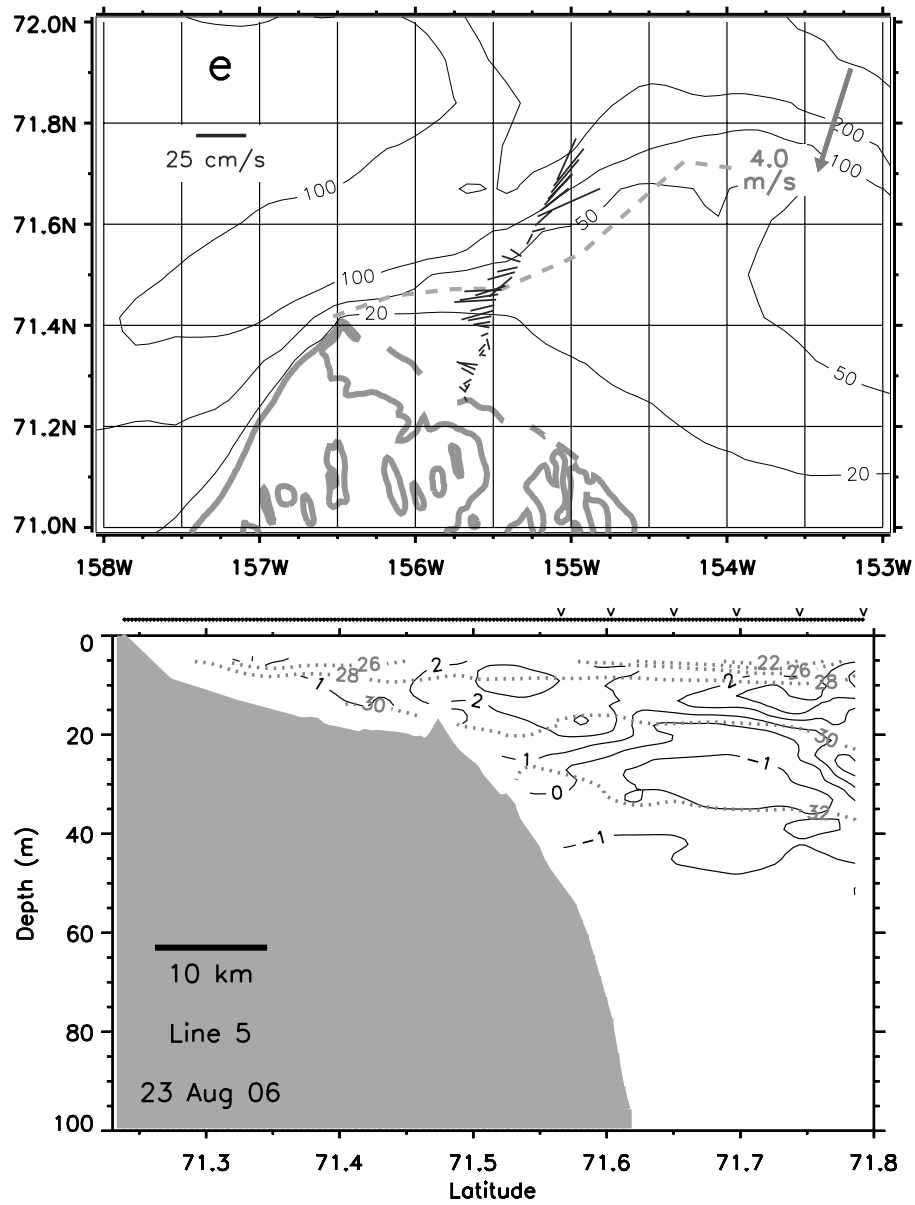 72.0N
e
71.8N
25 cm/s
200
4.0
m/s
100
100
71.6N
50
100
20
71.4N
50
71.2N
20
71.0N
158W 157W 156W 155W 154W 153W
v v v v v v
0
26 2 22
28 26
1 2 28
30 2
20 30
1 -1
0
32
40 -1
Depth (m)
60
10 km
80
Line 5
23 Aug 06
100
71.3 71.4 71.5 71.6 71.7 71.8
Latitude